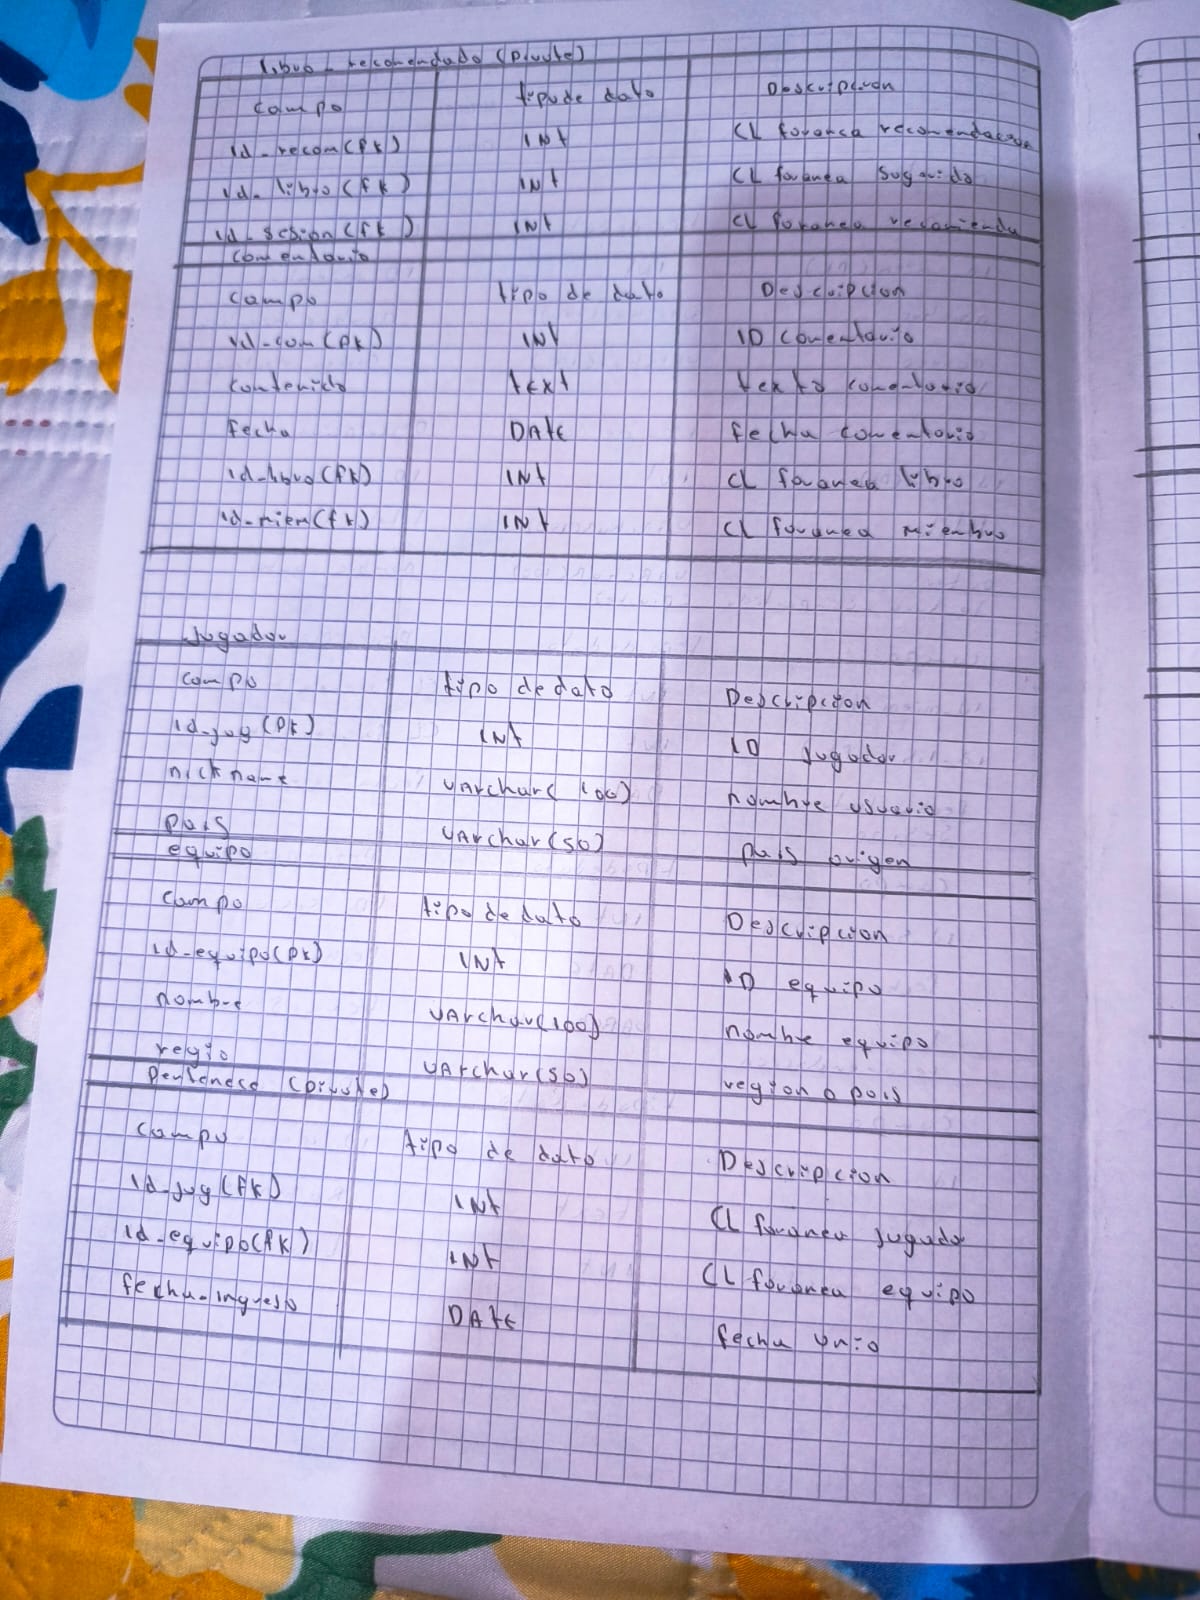 libro_recomendado (pivote)
campo tipo de dato Descripcion
id_recom(fk) INt CL foranea recomendacion
id_libro(fk) INt CL foranea sugerido
id_sesion(fk) INt CL foranea recomienda
comentario
campo tipo de dato Descripcion
id_com(pk) INt ID comentario
contenido text texto comentario
fecha DAte fecha comentario
id_libro(fk) INt CL foranea libro
id_miem(fk) INt CL foranea miembro
Jugador
campo tipo de dato Descripcion
id_jug(pk) INt ID jugador
nickname VArchar(100) nombre usuario
pais VArchar(50) pais origen
equipo
campo tipo de dato Descripcion
id_equipo(pk) INt ID equipo
nombre VArchar(100) nombre equipo
regio VArchar(50) region o pais
pertenece (pivote)
campo tipo de dato Descripcion
id_jug(fk) INt CL foranea jugador
id_equipo(fk) INt CL foranea equipo
fecha_ingreso DAte fecha unio